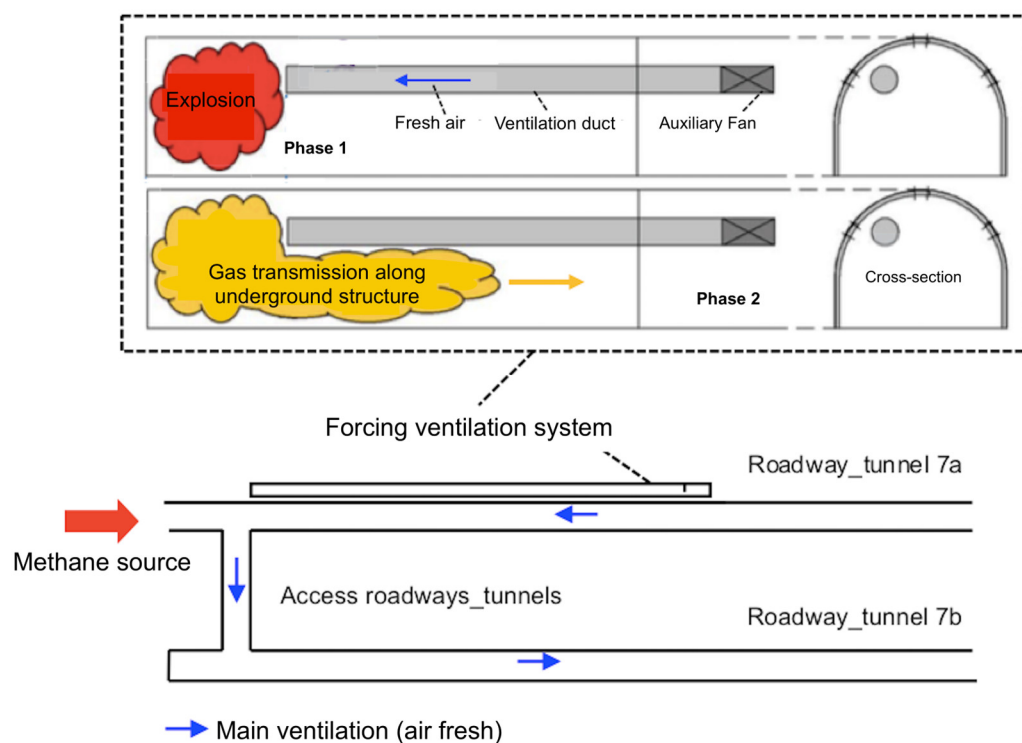 Explosion
Fresh air
Ventilation duct
Auxiliary Fan
Phase 1
Gas transmission along
underground structure
Phase 2
Cross-section
Forcing ventilation system
Roadway_tunnel 7a
Methane source
Access roadways_tunnels
Roadway_tunnel 7b
Main ventilation (air fresh)